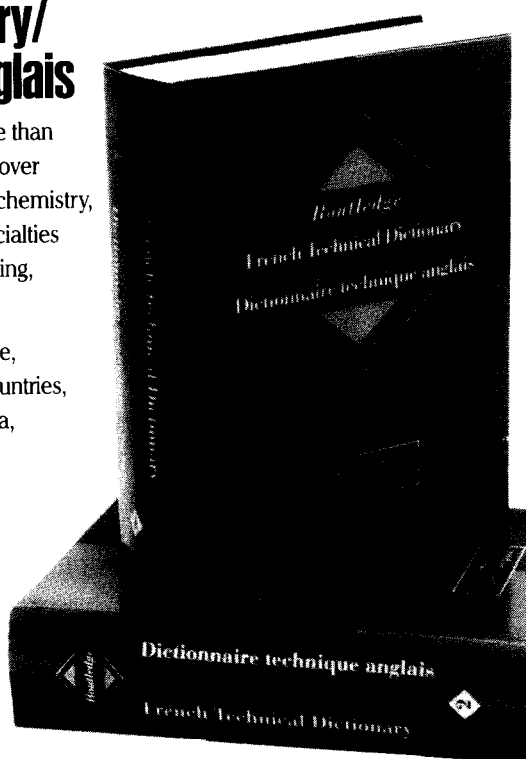 ry/
glais
e than
over
chemistry,
cialties
ing,
e,
untries,
a,
Routledge
French Technical Dictionary
Dictionnaire technique anglais
Routledge
Dictionnaire technique anglais
French Technical Dictionary
2